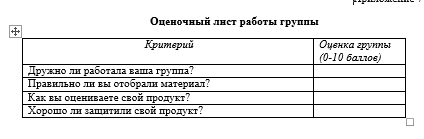 Приложение
Оценочный лист работы группы
Критерий Оценка группы
(0-10 баллов)
Дружно ли работала ваша группа?
Правильно ли вы отобрали материал?
Как вы оцениваете свой продукт?
Хорошо ли защитили свой продукт?